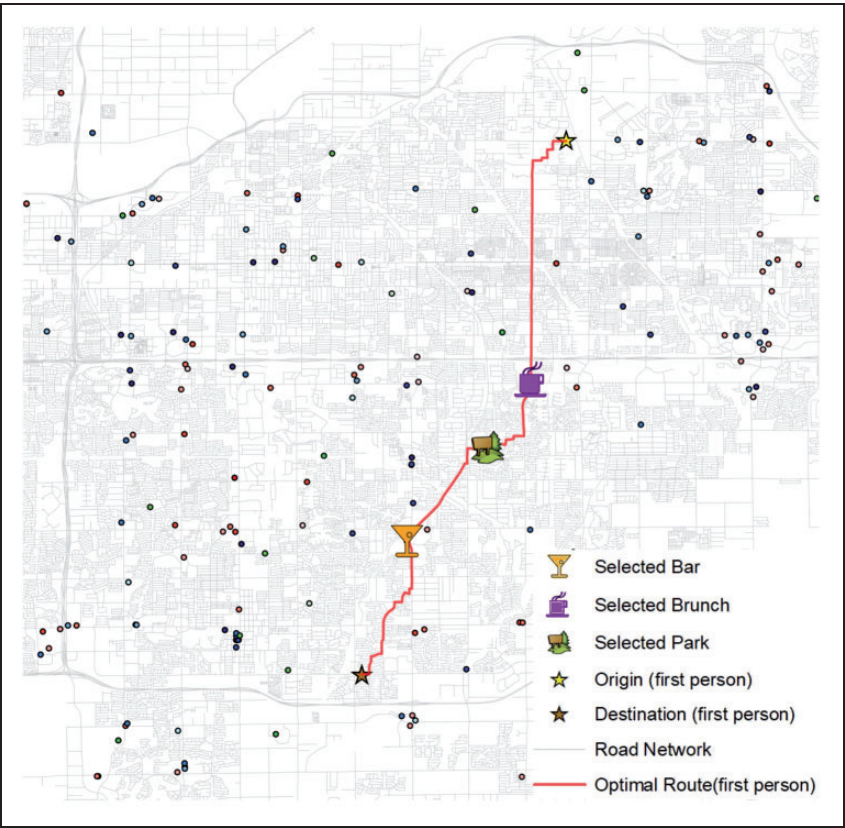 Selected Bar
Selected Brunch
Selected Park
Origin (first person)
Destination (first person)
Road Network
Optimal Route(first person)